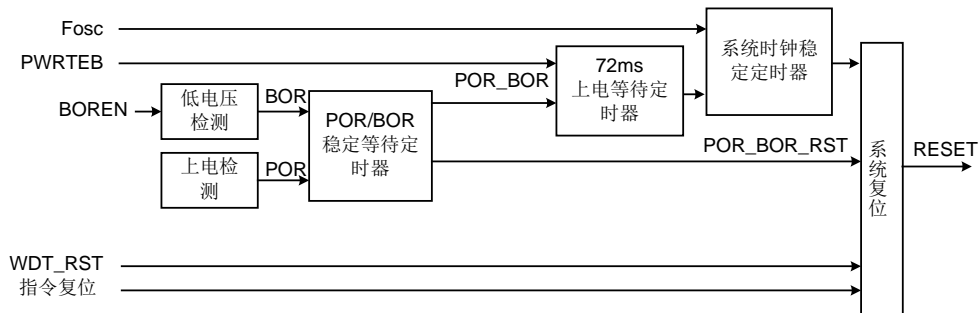 Fosc
PWRTEB
BOREN
低电压
检测
BOR
上电检
测
POR
POR/BOR
稳定等待定
时器
POR_BOR
72ms
上电等待定
时器
系统时钟稳
定定时器
POR_BOR_RST
系
统
复
位
RESET
WDT_RST
指令复位